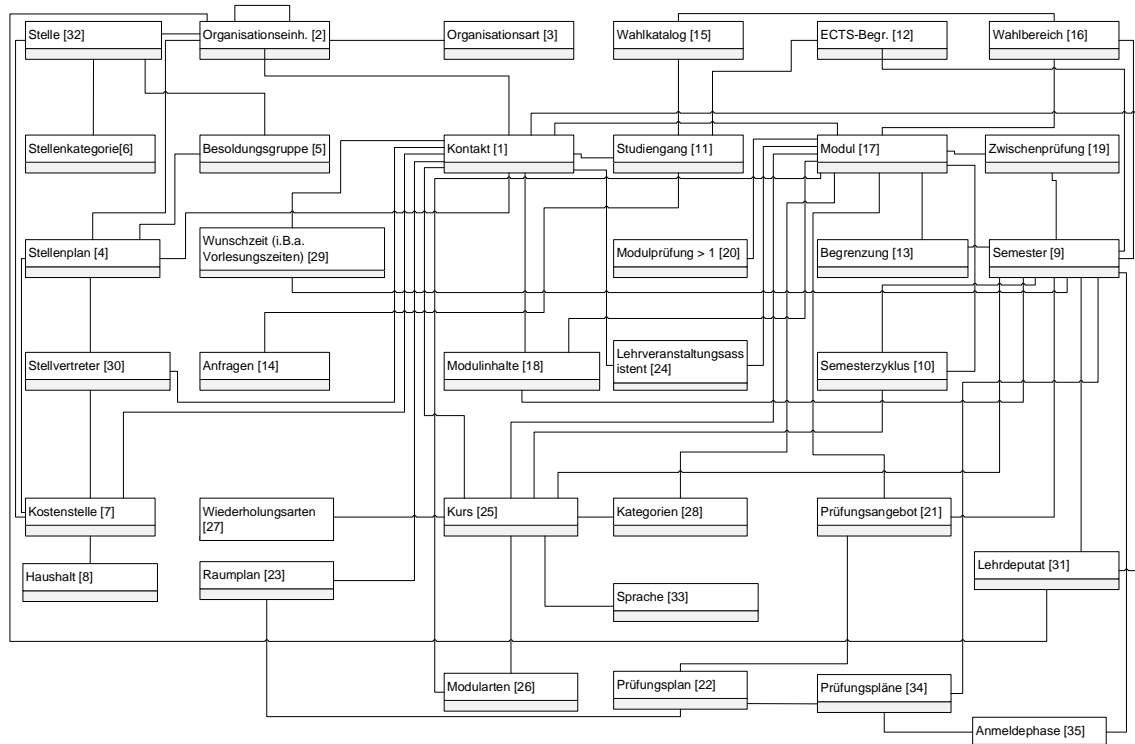 Stelle [32]
Organisationseinh. [2]
Organisationsart [3]
Wahlkatalog [15]
ECTS-Begr. [12]
Wahlbereich [16]
Stellenkategorie[6]
Besoldungsgruppe [5]
Kontakt [1]
Studiengang [11]
Modul [17]
Zwischenprüfung [19]
Stellenplan [4]
Wunschzeit (i.B.a.
Vorlesungszeiten) [29]
Modulprüfung > 1 [20]
Begrenzung [13]
Semester [9]
Stellvertreter [30]
Anfragen [14]
Modulinhalte [18]
Lehrveranstaltungsass
istent [24]
Semesterzyklus [10]
Kostenstelle [7]
Wiederholungsarten
[27]
Kurs [25]
Kategorien [28]
Prüfungsangebot [21]
Haushalt [8]
Raumplan [23]
Sprache [33]
Lehrdeputat [31]
Modularten [26]
Prüfungsplan [22]
Prüfungspläne [34]
Anmeldephase [35]